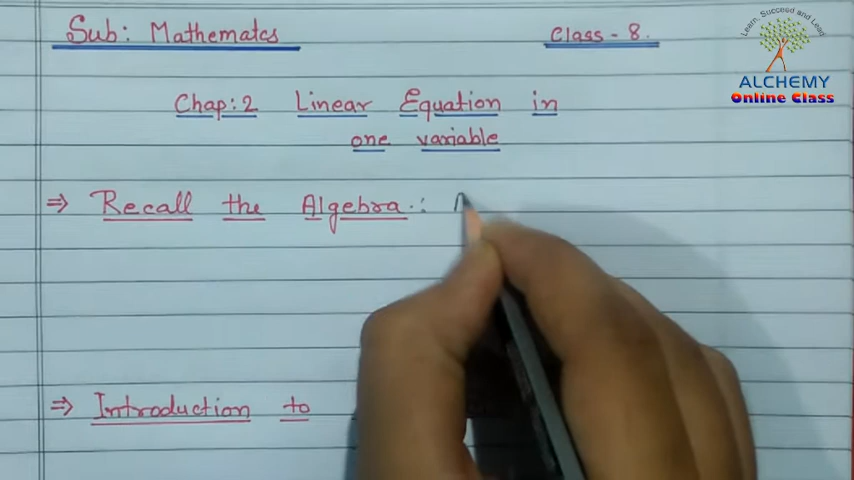 Sub: Mathematcs
Class - 8.
Learn, Succeed and Lead
ALCHEMY
Online Class
Chap: 2 Linear Equation in
one variable
⇒ Recall the Algebra :
⇒ Introduction to